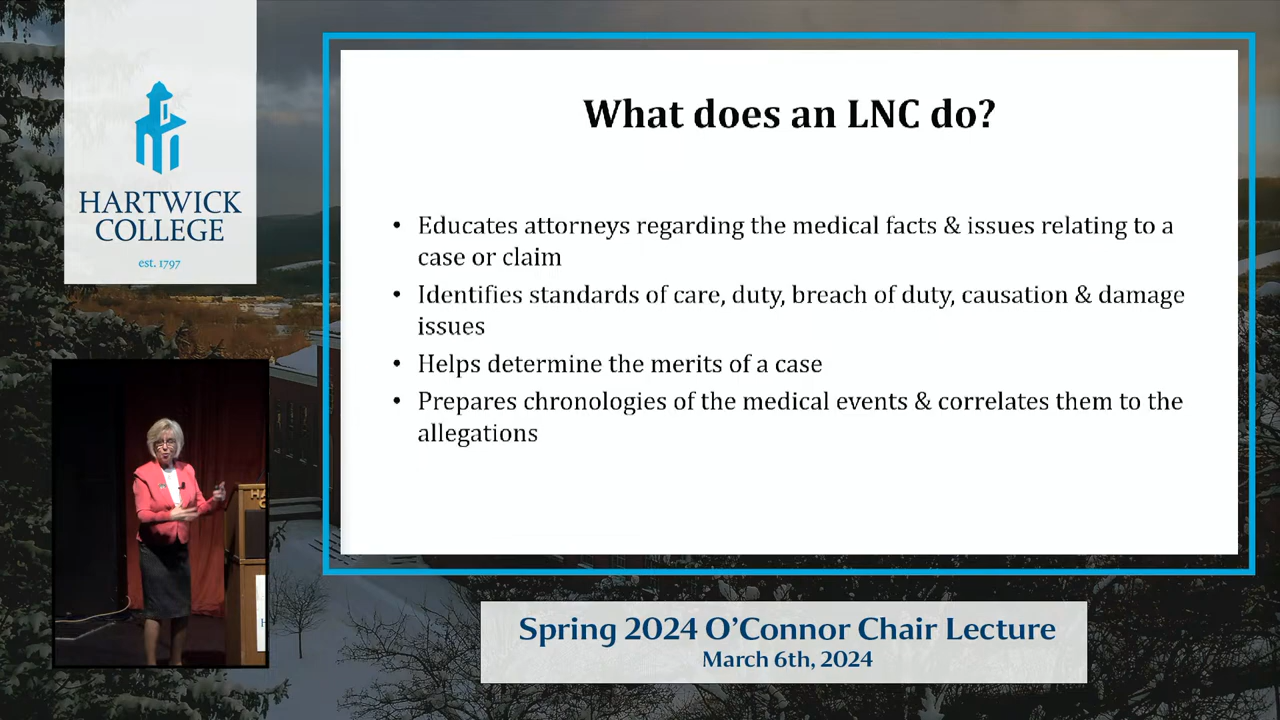 HARTWICK
COLLEGE
est. 1797
What does an LNC do?
• Educates attorneys regarding the medical facts & issues relating to a
case or claim
• Identifies standards of care, duty, breach of duty, causation & damage
issues
• Helps determine the merits of a case
• Prepares chronologies of the medical events & correlates them to the
allegations
Spring 2024 O'Connor Chair Lecture
March 6th, 2024